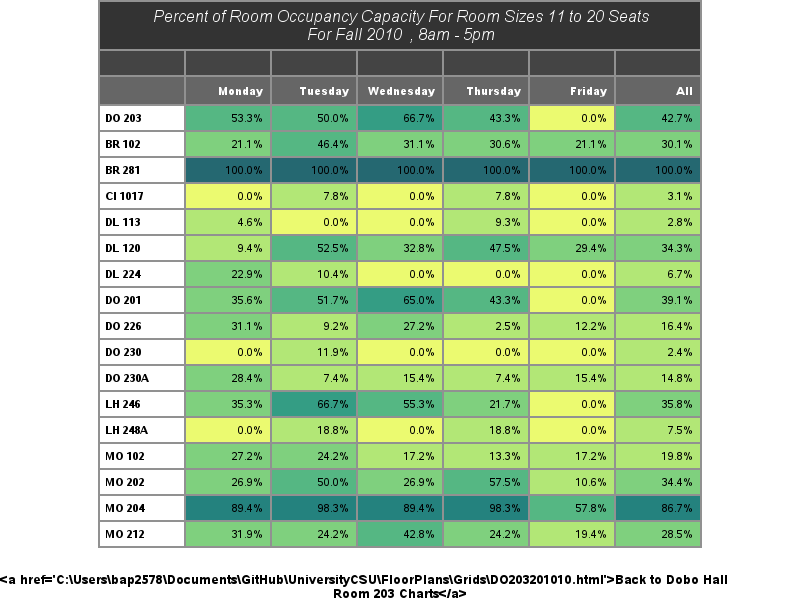 Percent of Room Occupancy Capacity For Room Sizes 11 to 20 Seats
For Fall 2010 , 8am - 5pm
Monday Tuesday Wednesday Thursday Friday All
DO 203 53.3% 50.0% 66.7% 43.3% 0.0% 42.7%
BR 102 21.1% 46.4% 31.1% 30.6% 21.1% 30.1%
BR 281 100.0% 100.0% 100.0% 100.0% 100.0% 100.0%
CI 1017 0.0% 7.8% 0.0% 7.8% 0.0% 3.1%
DL 113 4.6% 0.0% 0.0% 9.3% 0.0% 2.8%
DL 120 9.4% 52.5% 32.8% 47.5% 29.4% 34.3%
DL 224 22.9% 10.4% 0.0% 0.0% 0.0% 6.7%
DO 201 35.6% 51.7% 65.0% 43.3% 0.0% 39.1%
DO 226 31.1% 9.2% 27.2% 2.5% 12.2% 16.4%
DO 230 0.0% 11.9% 0.0% 0.0% 0.0% 2.4%
DO 230A 28.4% 7.4% 15.4% 7.4% 15.4% 14.8%
LH 246 35.3% 66.7% 55.3% 21.7% 0.0% 35.8%
LH 248A 0.0% 18.8% 0.0% 18.8% 0.0% 7.5%
MO 102 27.2% 24.2% 17.2% 13.3% 17.2% 19.8%
MO 202 26.9% 50.0% 26.9% 57.5% 10.6% 34.4%
MO 204 89.4% 98.3% 89.4% 98.3% 57.8% 86.7%
MO 212 31.9% 24.2% 42.8% 24.2% 19.4% 28.5%
<a href='C:\Users\bap2578\Documents\GitHub\UniversityCSU\FloorPlans\Grids\DO203201010.html'>Back to Dobo Hall
Room 203 Charts</a>